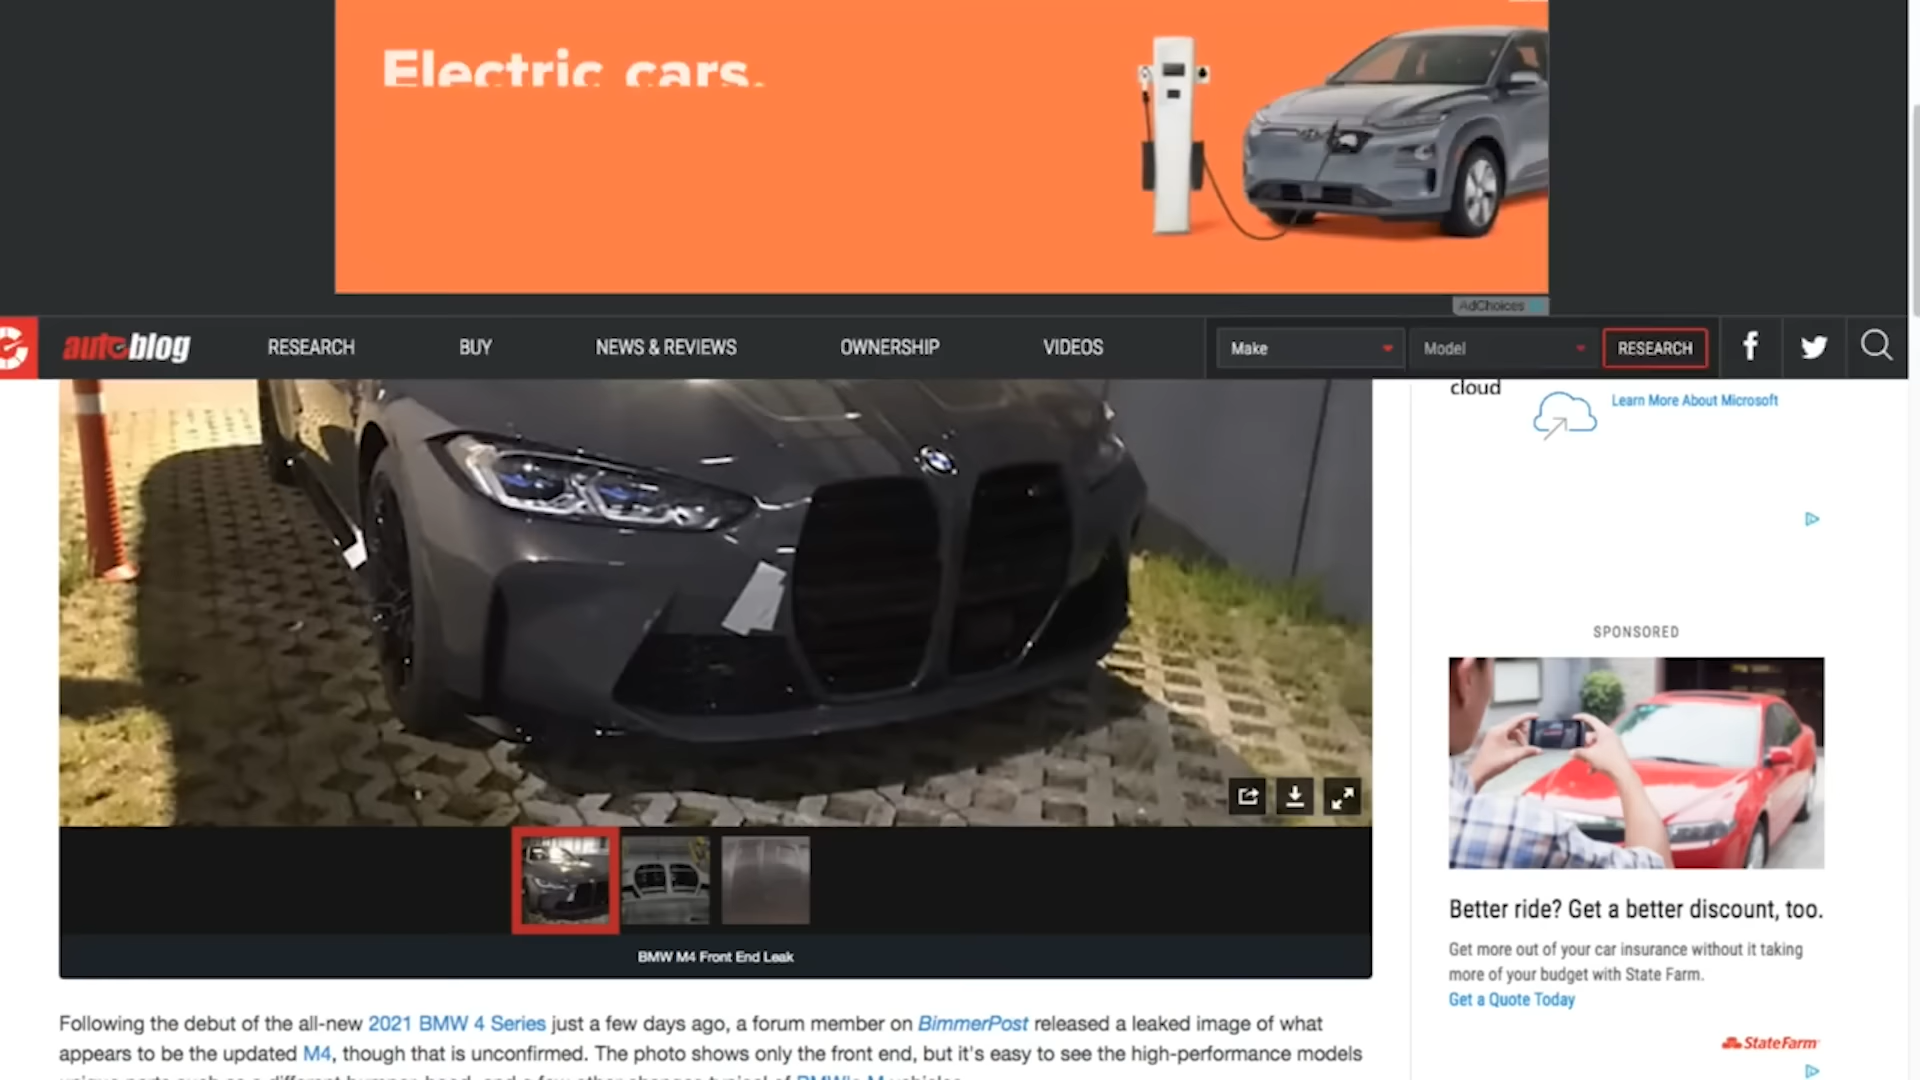 Electric cars.
AdChoices
autoblog
RESEARCH
BUY
NEWS & REVIEWS
OWNERSHIP
VIDEOS
Make
Model
RESEARCH
cloud
Learn More About Microsoft
SPONSORED
Better ride? Get a better discount, too.
Get more out of your car insurance without it taking
more of your budget with State Farm.
Get a Quote Today
StateFarm
BMW M4 Front End Leak
Following the debut of the all-new 2021 BMW 4 Series just a few days ago, a forum member on BimmerPost released a leaked image of what
appears to be the updated M4, though that is unconfirmed. The photo shows only the front end, but it's easy to see the high-performance models